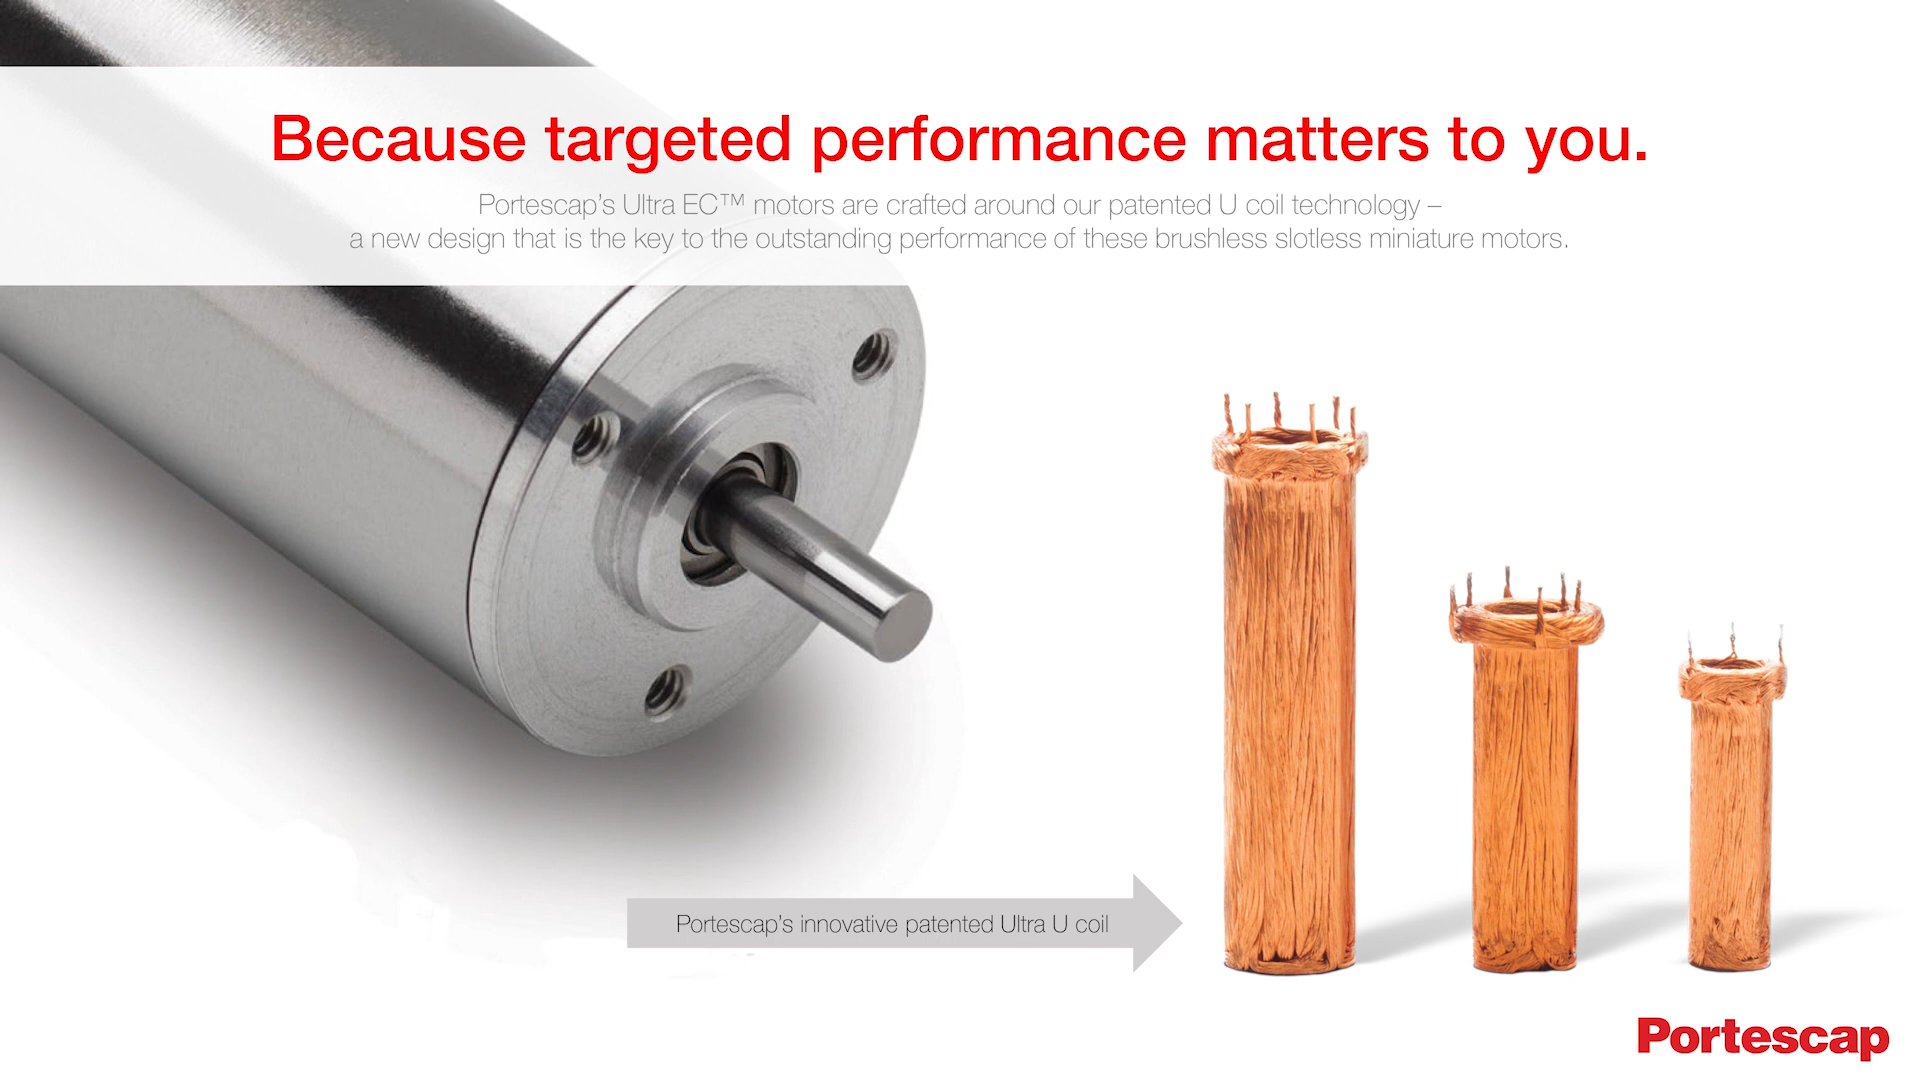 Because targeted performance matters to you.
Portescap's Ultra EC™ motors are crafted around our patented U coil technology –
a new design that is the key to the outstanding performance of these brushless slotless miniature motors.
Portescap's innovative patented Ultra U coil
Portescap